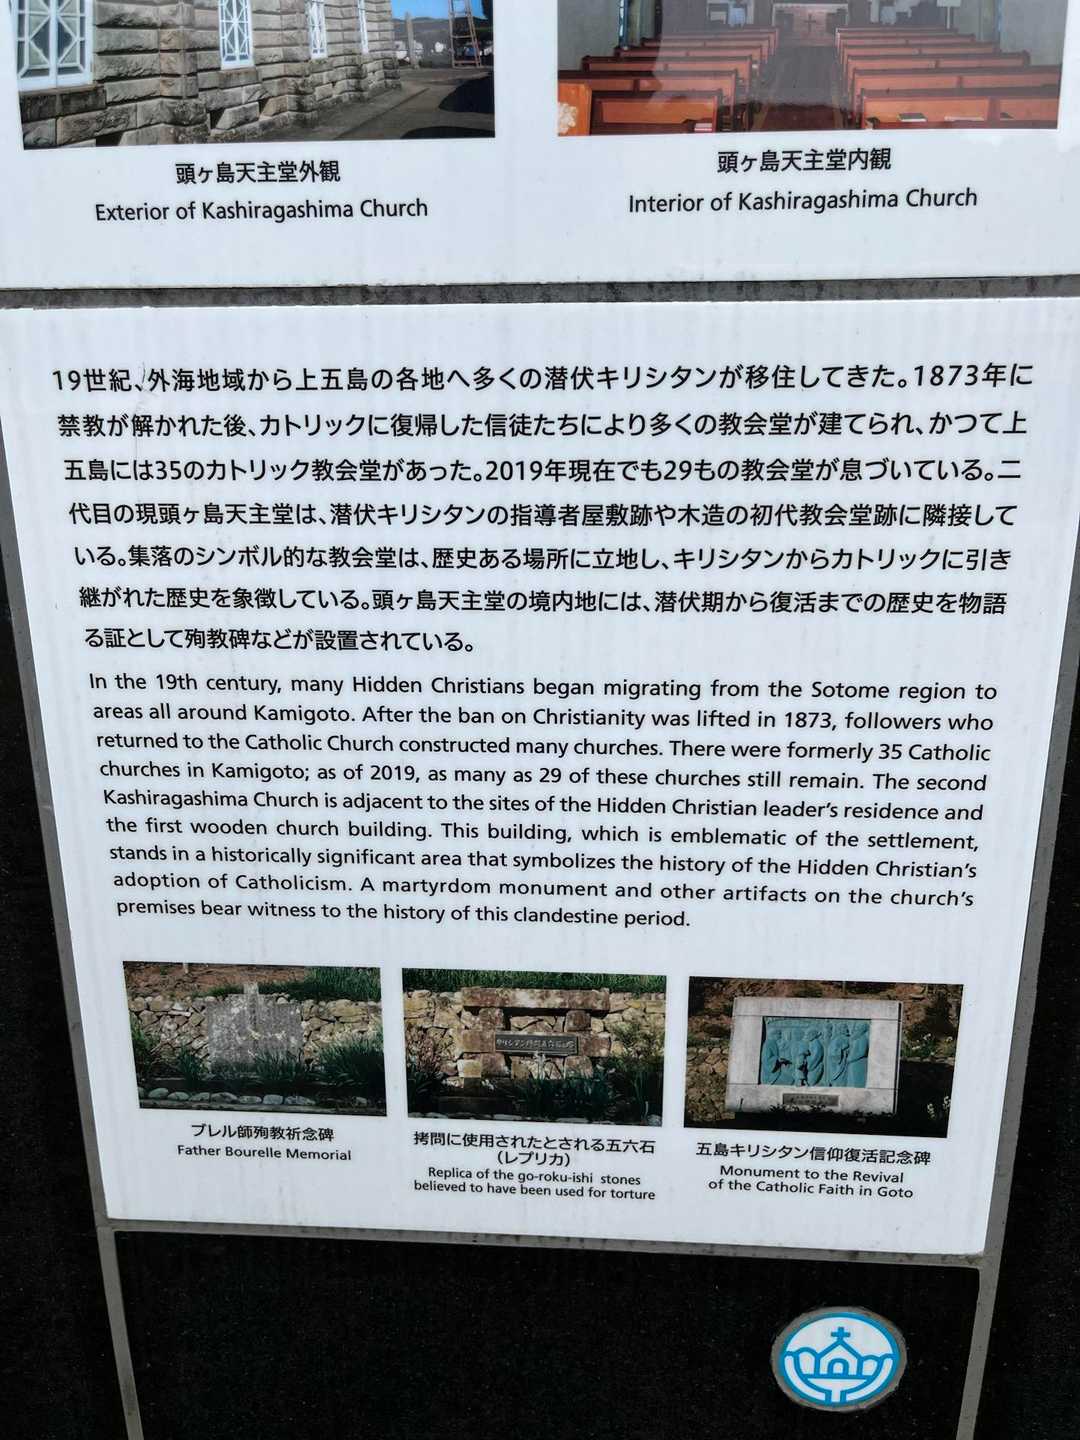 頭ヶ島天主堂外観
Exterior of Kashiragashima Church
頭ヶ島天主堂内観
Interior of Kashiragashima Church
19世紀、外海地域から上五島の各地へ多くの潜伏キリシタンが移住してきた。1873年に
禁教が解かれた後、カトリックに復帰した信徒たちにより多くの教会堂が建てられ、かつて上
五島には35のカトリック教会堂があった。2019年現在でも29もの教会堂が息づいている。二
代目の現頭ヶ島天主堂は、潜伏キリシタンの指導者屋敷跡や木造の初代教会堂跡に隣接して
いる。集落のシンボル的な教会堂は、歴史ある場所に立地し、キリシタンからカトリックに引き
継がれた歴史を象徴している。頭ヶ島天主堂の境内地には、潜伏期から復活までの歴史を物語
る証として殉教碑などが設置されている。
In the 19th century, many Hidden Christians began migrating from the Sotome region to
areas all around Kamigoto. After the ban on Christianity was lifted in 1873, followers who
returned to the Catholic Church constructed many churches. There were formerly 35 Catholic
churches in Kamigoto; as of 2019, as many as 29 of these churches still remain. The second
Kashiragashima Church is adjacent to the sites of the Hidden Christian leader's residence and
the first wooden church building. This building, which is emblematic of the settlement,
stands in a historically significant area that symbolizes the history of the Hidden Christian's
adoption of Catholicism. A martyrdom monument and other artifacts on the church's
premises bear witness to the history of this clandestine period.
ブレル師殉教祈念碑
Father Bourelle Memorial
拷問に使用されたとされる五六石
（レプリカ）
Replica of the go-roku-ishi stones
believed to have been used for torture
五島キリシタン信仰復活記念碑
Monument to the Revival
of the Catholic Faith in Goto